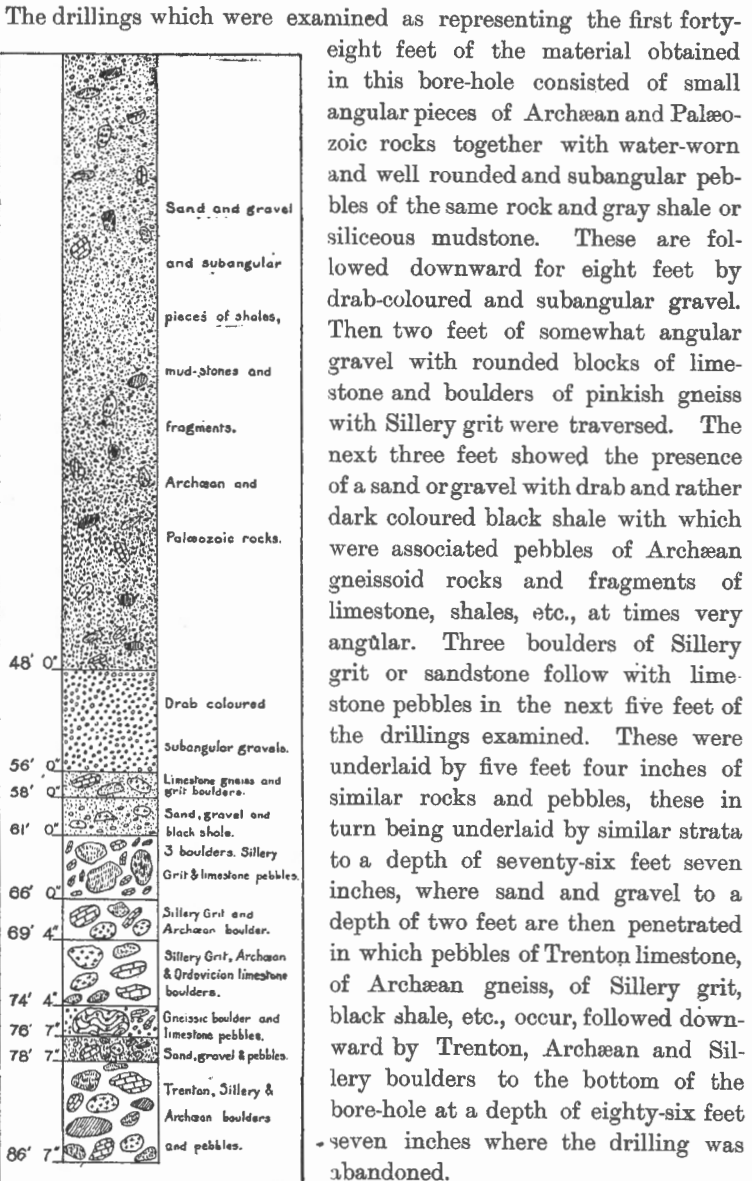 The drillings which were examined as representing the first forty-
eight feet of the material obtained
in this bore-hole consisted of small
angular pieces of Archæan and Palæo-
zoic rocks together with water-worn
and well rounded and subangular peb-
bles of the same rock and gray shale or
siliceous mudstone. These are fol-
lowed downward for eight feet by
drab-coloured and subangular gravel.
Then two feet of somewhat angular
gravel with rounded blocks of lime-
stone and boulders of pinkish gneiss
with Sillery grit were traversed. The
next three feet showed the presence
of a sand or gravel with drab and rather
dark coloured black shale with which
were associated pebbles of Archæan
gneissoid rocks and fragments of
limestone, shales, etc., at times very
angular. Three boulders of Sillery
grit or sandstone follow with lime-
stone pebbles in the next five feet of
the drillings examined. These were
underlaid by five feet four inches of
similar rocks and pebbles, these in
turn being underlaid by similar strata
to a depth of seventy-six feet seven
inches, where sand and gravel to a
depth of two feet are then penetrated
in which pebbles of Trenton limestone,
of Archæan gneiss, of Sillery grit,
black shale, etc., occur, followed down-
ward by Trenton, Archæan and Sil-
lery boulders to the bottom of the
bore-hole at a depth of eighty-six feet
seven inches where the drilling was
abandoned.
Sand and gravel
and subangular
pieces of shales,
mud-stones and
fragments.
Archæan and
Palæozoic rocks.
48' 0"
Drab coloured
Subangular gravels.
56' 0"
Limestone gneiss and
grit boulders.
58' 0"
Sand, gravel and
black shale.
61' 0"
3 boulders. Sillery
Grit & limestone pebbles.
66' 0"
Sillery Grit and
Archæan boulder.
69' 4"
Sillery Grit, Archæan
& Ordovician limestone
boulders.
74' 4"
Gneissic boulder and
limestone pebbles.
76' 7"
Sand, gravel & pebbles.
78' 7"
Trenton, Sillery &
Archæan boulders
and pebbles.
86' 7"